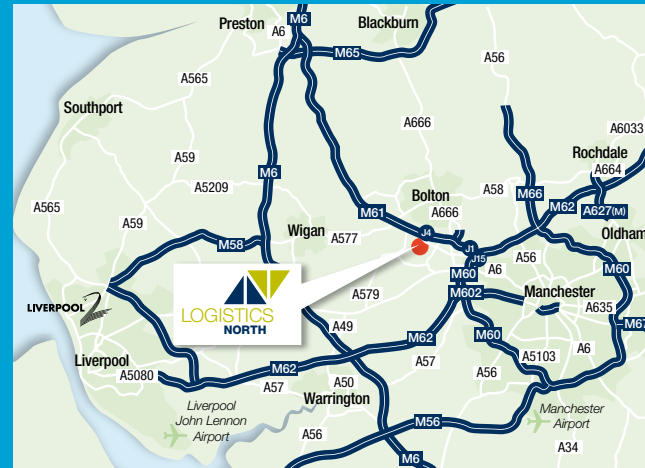 Preston
M6
Blackburn
A6
M65
A56
A565
Southport
A666
A6033
A59
Rochdale
A664
M6
A5209
Bolton
A58
M66
A565
A666
M62
A627(M)
M61
A59
Wigan
A577
J4
Oldham
M58
J1
J15
A56
A6
M60
M60
LOGISTICS
NORTH
A579
M602
Manchester
LIVERPOOL2
A635
A49
M67
M62
M60
Liverpool
A57
A5103
A6
A5080
M62
A56
A57
A50
Warrington
Liverpool
John Lennon
Airport
Manchester
Airport
M56
A56
A34
M6